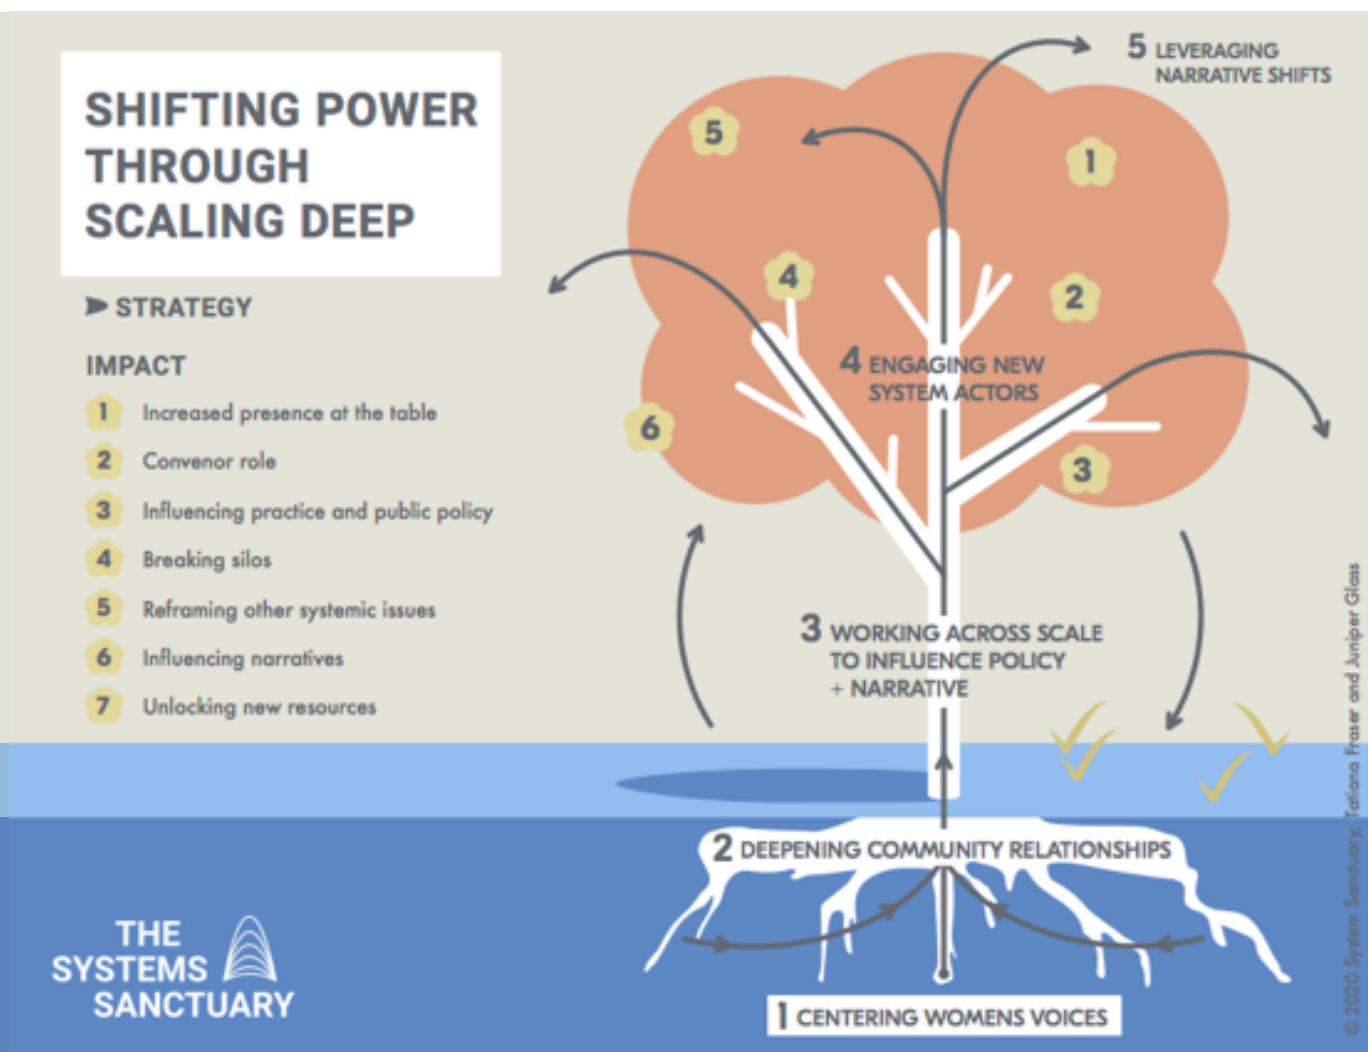 SHIFTING POWER
THROUGH
SCALING DEEP
STRATEGY
IMPACT
1 Increased presence at the table
2 Convenor role
3 Influencing practice and public policy
4 Breaking silos
5 Reframing other systemic issues
6 Influencing narratives
7 Unlocking new resources
5 LEVERAGING
NARRATIVE SHIFTS
5
1
4
2
4 ENGAGING NEW
SYSTEM ACTORS
6
3
3 WORKING ACROSS SCALE
TO INFLUENCE POLICY
+ NARRATIVE
2 DEEPENING COMMUNITY RELATIONSHIPS
1 CENTERING WOMENS VOICES
THE
SYSTEMS
SANCTUARY
© 2020 System Sanctuary, Tatiana Fraser and Juniper Glass